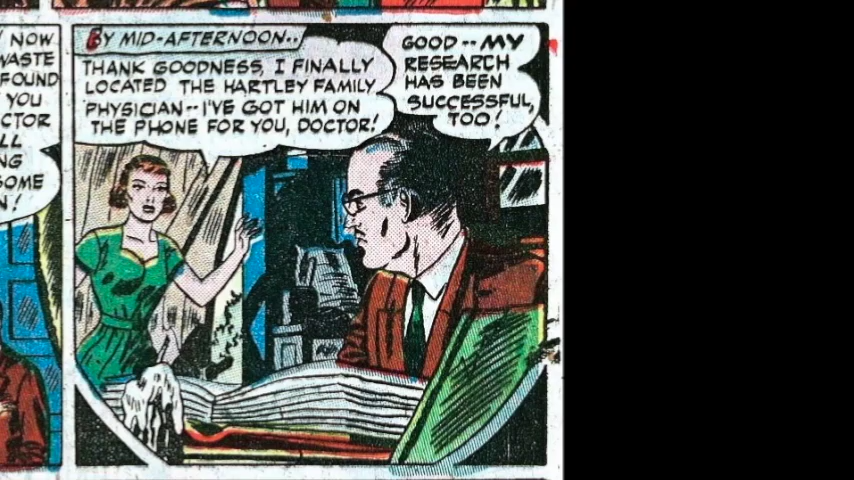 NOW
WASTE
FOUND
YOU
CTOR
LL
NG
SOME
N!
BY MID-AFTERNOON..
THANK GOODNESS, I FINALLY
LOCATED THE HARTLEY FAMILY
PHYSICIAN--I'VE GOT HIM ON
THE PHONE FOR YOU, DOCTOR!
GOOD--MY
RESEARCH
HAS BEEN
SUCCESSFUL,
TOO!